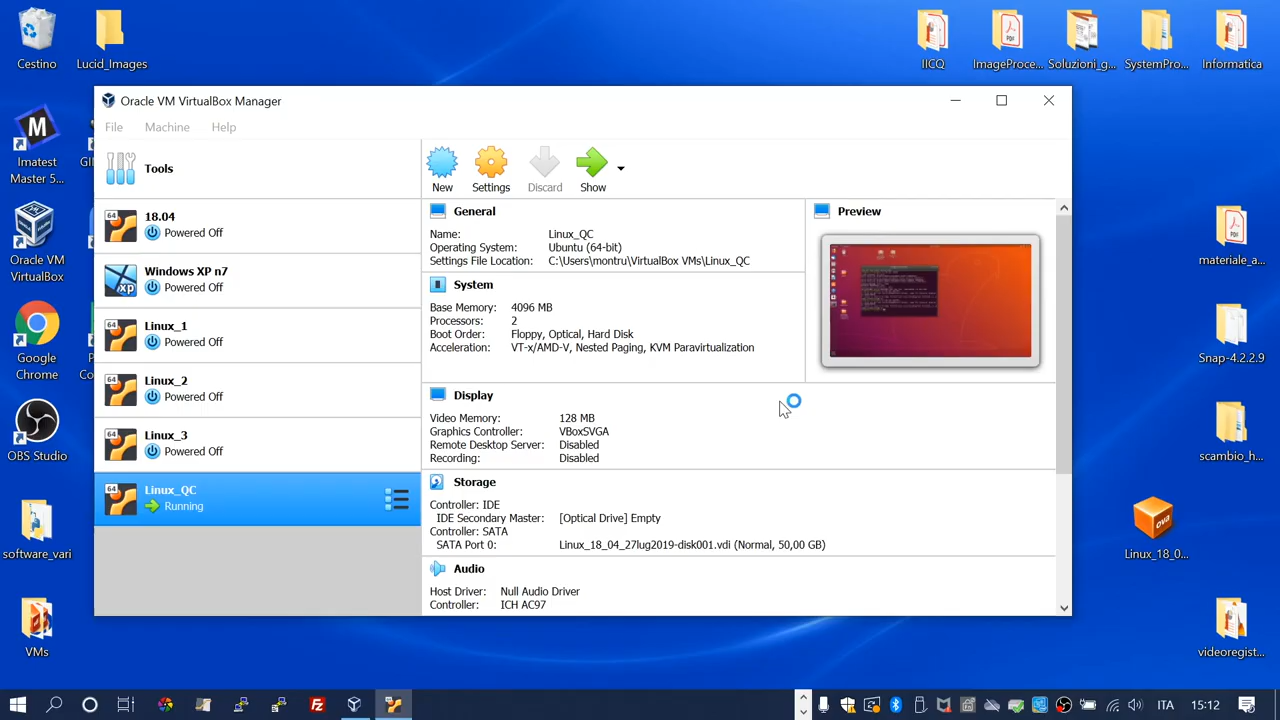 Cestino
Lucid_Images
IICQ
ImageProce...
Soluzioni_g...
SystemPro...
Informatica
Imatest
Master 5...
Oracle VM
VirtualBox
Google
Chrome
OBS Studio
software_vari
VMs
materiale_a...
Snap-4.2.2.9
scambio_h...
Linux_18_0...
videoregist...
Oracle VM VirtualBox Manager
File Machine Help
Tools
New Settings Discard Show
64 18.04
Powered Off
xp Windows XP n7
Powered Off
64 Linux_1
Powered Off
64 Linux_2
Powered Off
64 Linux_3
Powered Off
64 Linux_QC
Running
General
Name: Linux_QC
Operating System: Ubuntu (64-bit)
Settings File Location: C:\Users\montru\VirtualBox VMs\Linux_QC
System
Base Memory: 4096 MB
Processors: 2
Boot Order: Floppy, Optical, Hard Disk
Acceleration: VT-x/AMD-V, Nested Paging, KVM Paravirtualization
Preview
Display
Video Memory: 128 MB
Graphics Controller: VBoxSVGA
Remote Desktop Server: Disabled
Recording: Disabled
Storage
Controller: IDE
IDE Secondary Master: [Optical Drive] Empty
Controller: SATA
SATA Port 0: Linux_18_04_27lug2019-disk001.vdi (Normal, 50,00 GB)
Audio
Host Driver: Null Audio Driver
Controller: ICH AC97
ITA 15:12